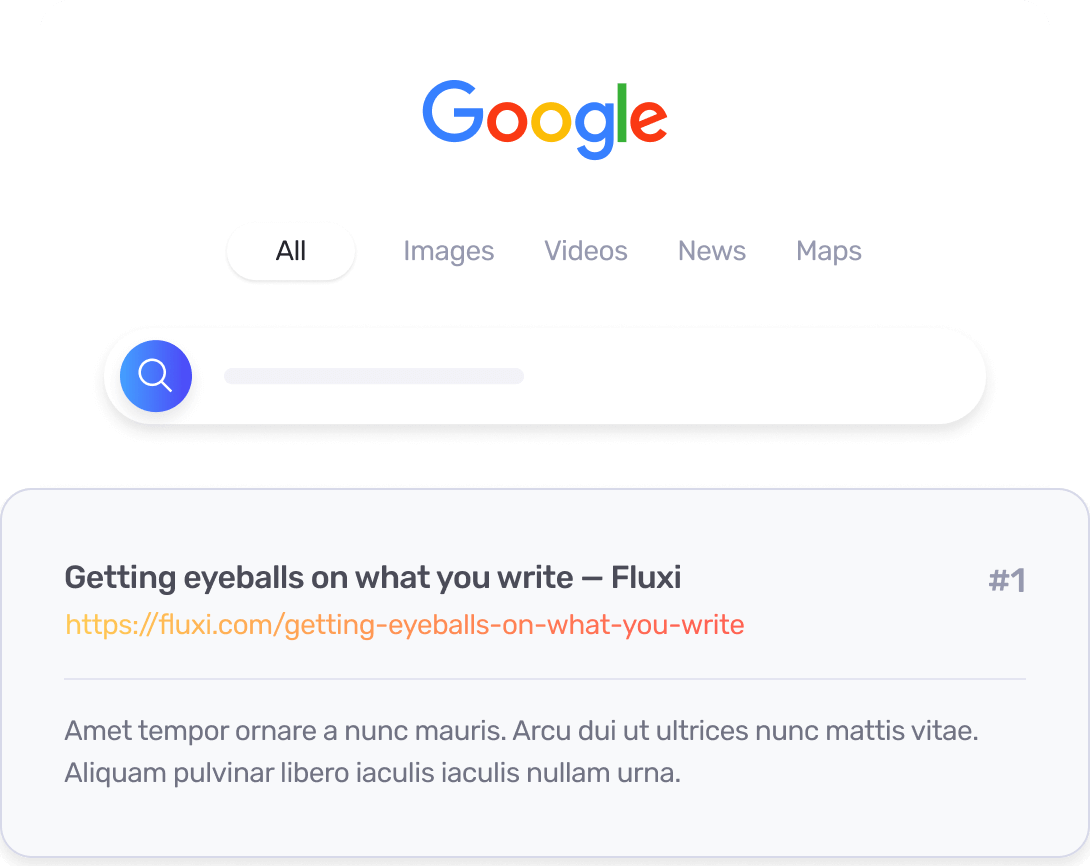 Google
All Images Videos News Maps
Getting eyeballs on what you write — Fluxi #1
https://fluxi.com/getting-eyeballs-on-what-you-write
Amet tempor ornare a nunc mauris. Arcu dui ut ultrices nunc mattis vitae.
Aliquam pulvinar libero iaculis iaculis nullam urna.